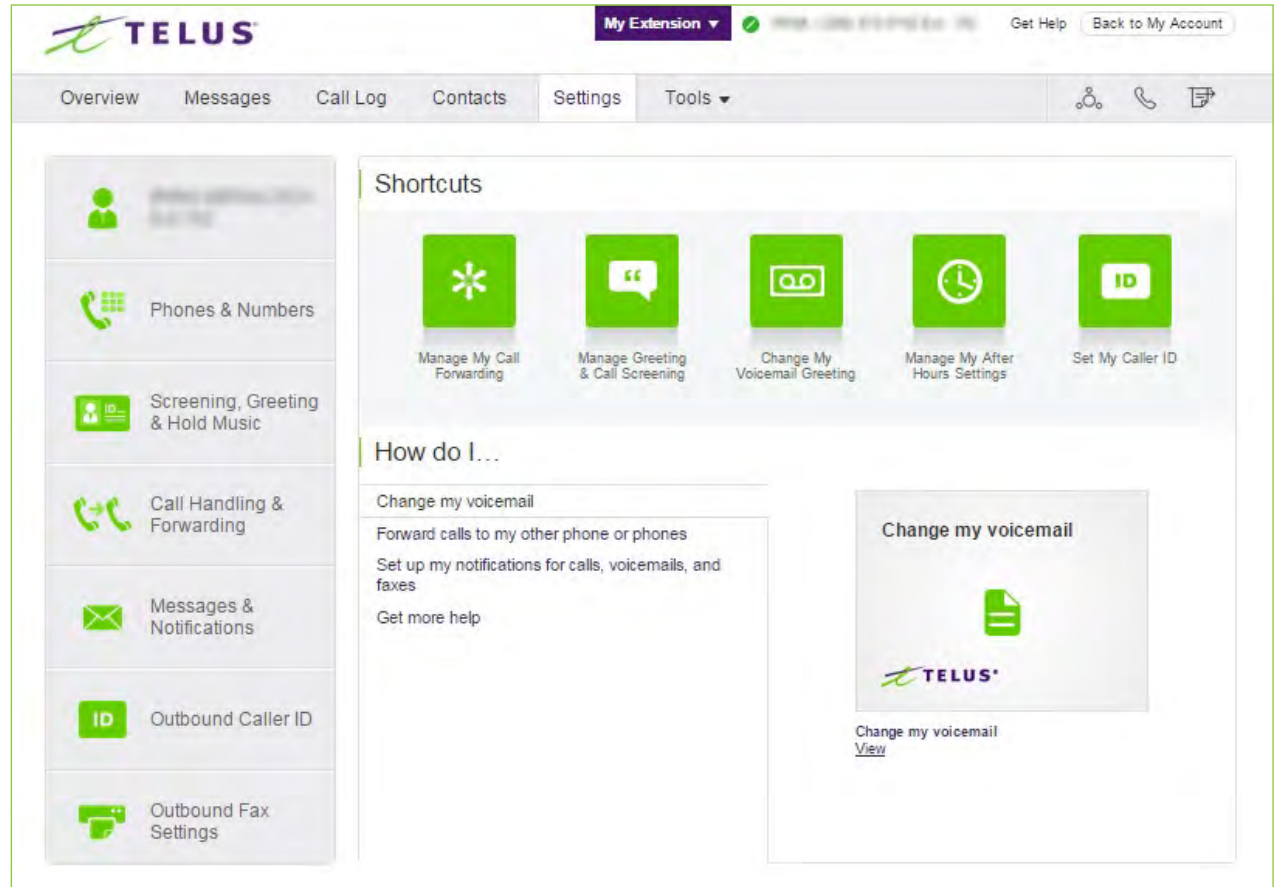 TELUS
My Extension
Get Help
Back to My Account
Overview
Messages
Call Log
Contacts
Settings
Tools
Phones & Numbers
ID
Screening, Greeting
& Hold Music
Call Handling &
Forwarding
Messages &
Notifications
ID
Outbound Caller ID
Outbound Fax
Settings
Shortcuts
Manage My Call
Forwarding
Manage Greeting
& Call Screening
Change My
Voicemail Greeting
Manage My After
Hours Settings
ID
Set My Caller ID
How do I...
Change my voicemail
Forward calls to my other phone or phones
Set up my notifications for calls, voicemails, and
faxes
Get more help
Change my voicemail
TELUS
Change my voicemail
View